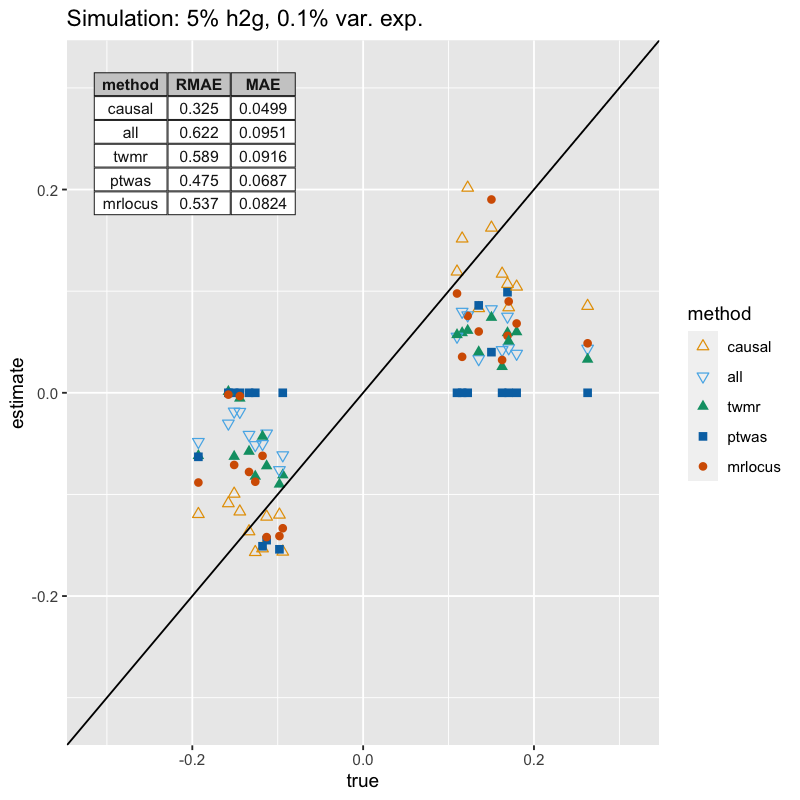 Simulation: 5% h2g, 0.1% var. exp.
method RMAE MAE
causal 0.325 0.0499
all 0.622 0.0951
twmr 0.589 0.0916
ptwas 0.475 0.0687
mrlocus 0.537 0.0824
0.2
0.0
-0.2
estimate
-0.2 0.0 0.2
true
method
causal
all
twmr
ptwas
mrlocus